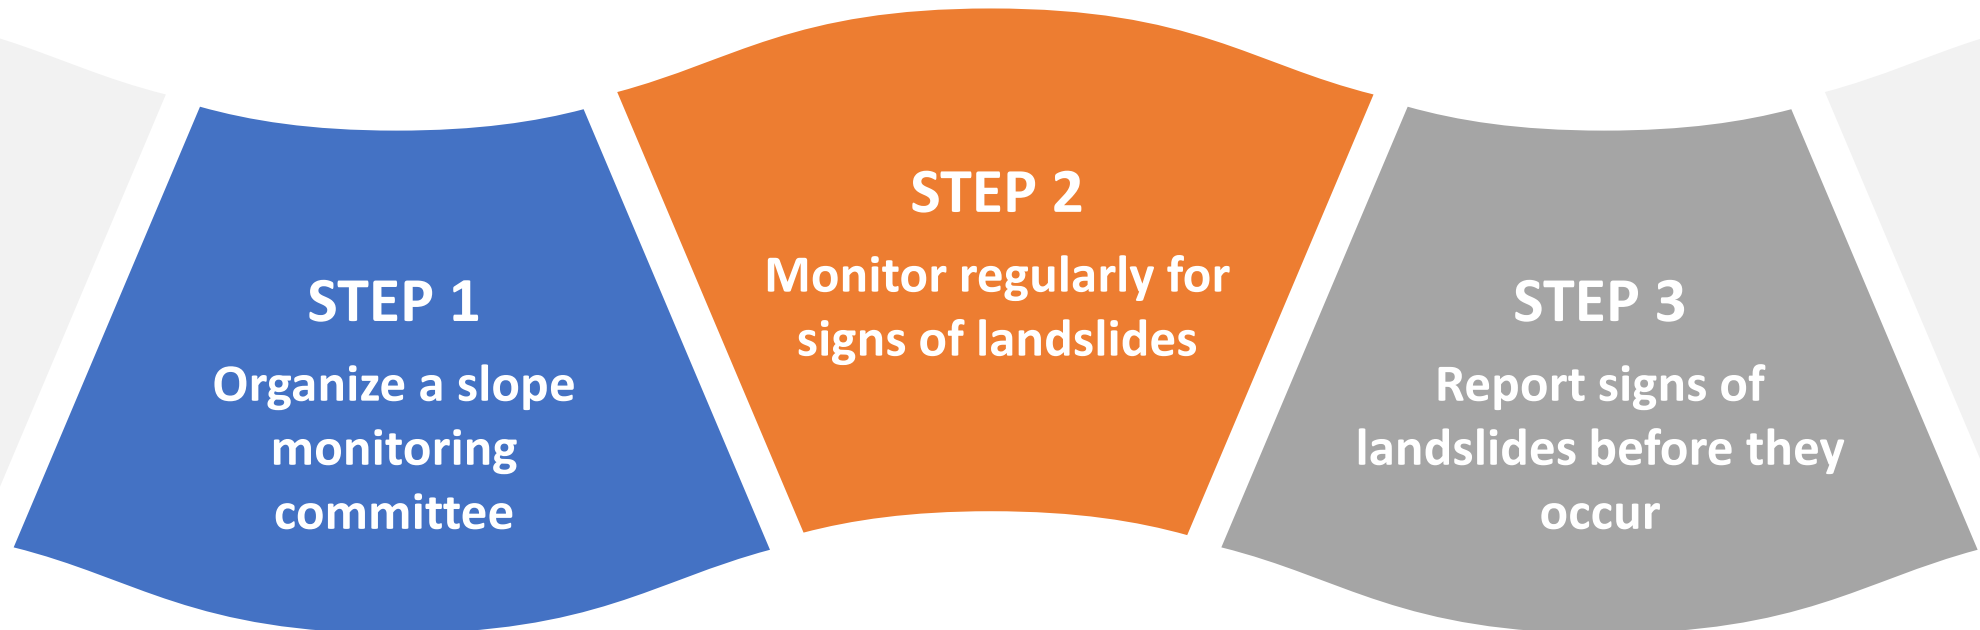 STEP 1
Organize a slope
monitoring
committee
STEP 2
Monitor regularly for
signs of landslides
STEP 3
Report signs of
landslides before they
occur